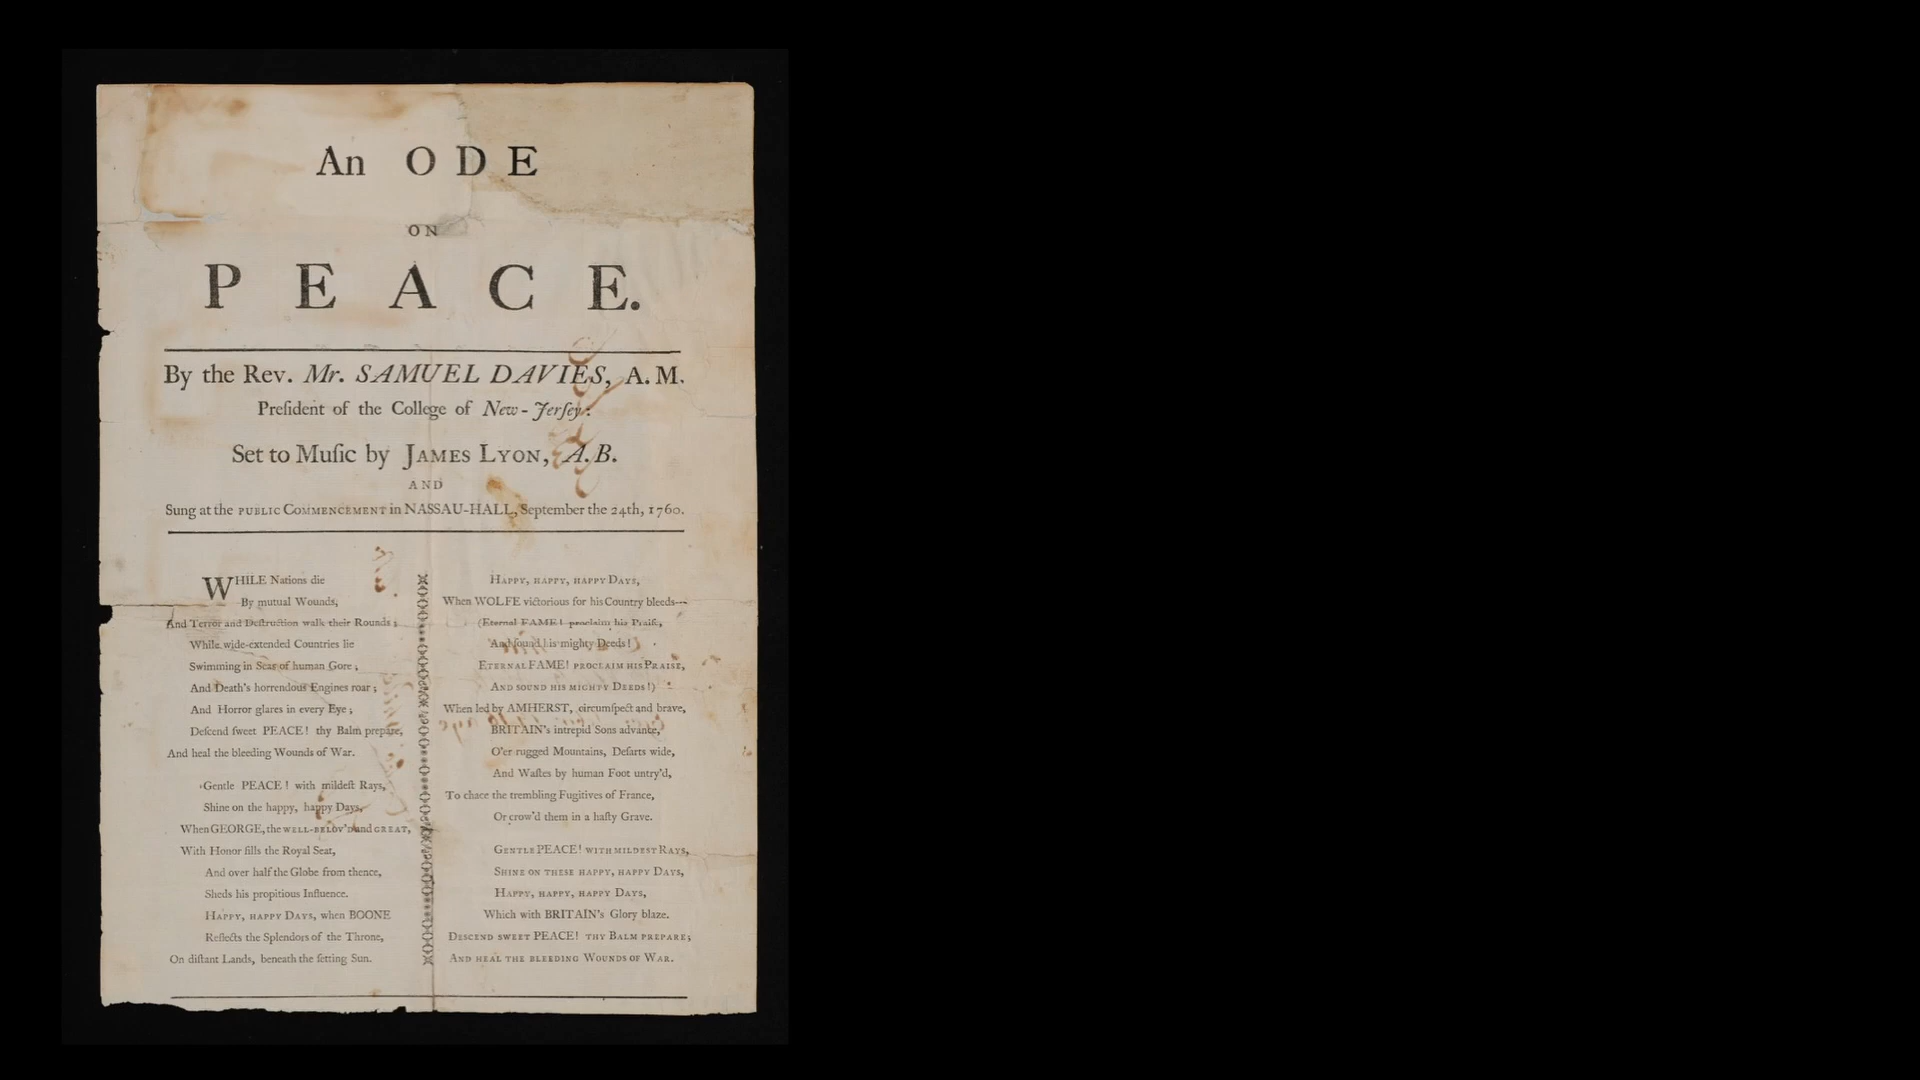 An ODE
ON
PEACE.
By the Rev. Mr. SAMUEL DAVIES, A. M.
Preſident of the College of New-Jerſey:
Set to Muſic by JAMES LYON, A. B.
AND
Sung at the PUBLIC COMMENCEMENT in NASSAU-HALL, September the 24th, 1760.
WHILE Nations die
By mutual Wounds,
And Terror and Deſtruction walk their Rounds;
While wide-extended Countries lie
Swimming in Seas of human Gore;
And Death's horrendous Engines roar;
And Horror glares in every Eye;
Deſcend ſweet PEACE! thy Balm prepare,
And heal the bleeding Wounds of War.
Gentle PEACE! with mildeſt Rays,
Shine on the happy, happy Days,
When GEORGE, the WELL-BELOV'D and GREAT,
With Honor fills the Royal Seat,
And over half the Globe from thence,
Sheds his propitious Influence.
HAPPY, HAPPY DAYS, when BOONE
Reflects the Splendors of the Throne,
On diſtant Lands, beneath the ſetting Sun.
HAPPY, HAPPY, HAPPY DAYS,
When WOLFE victorious for his Country bleeds---
(Eternal FAME! proclaim his Praiſe,
And ſound his mighty Deeds!
ETERNAL FAME! PROCLAIM HIS PRAISE,
AND SOUND HIS MIGHTY DEEDS!)
When led by AMHERST, circumſpect and brave,
BRITAIN's intrepid Sons advance,
O'er rugged Mountains, Deſarts wide,
And Waſtes by human Foot untry'd,
To chace the trembling Fugitives of France,
Or crow'd them in a haſty Grave.
GENTLE PEACE! WITH MILDEST RAYS,
SHINE ON THESE HAPPY, HAPPY DAYS,
HAPPY, HAPPY, HAPPY DAYS,
Which with BRITAIN's Glory blaze.
DESCEND SWEET PEACE! THY BALM PREPARE;
AND HEAL THE BLEEDING WOUNDS OF WAR.